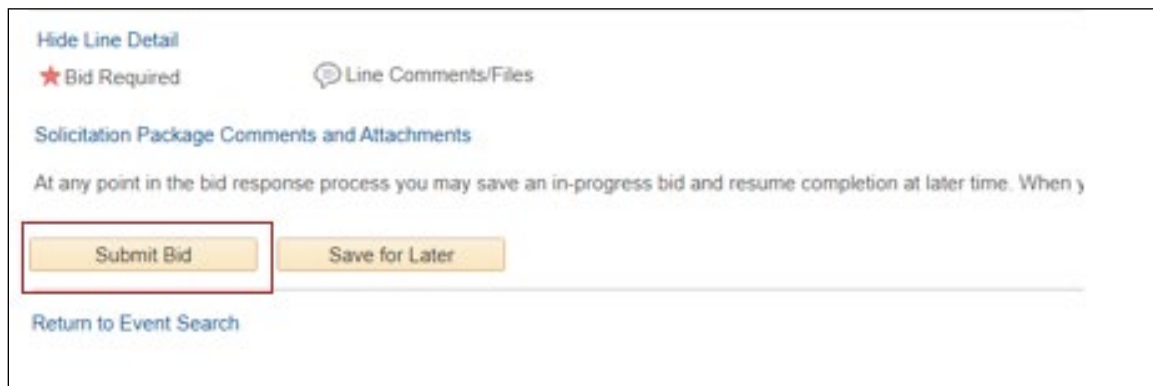 Hide Line Detail
Bid Required Line Comments/Files
Solicitation Package Comments and Attachments
At any point in the bid response process you may save an in-progress bid and resume completion at later time. When
Submit Bid Save for Later
Return to Event Search